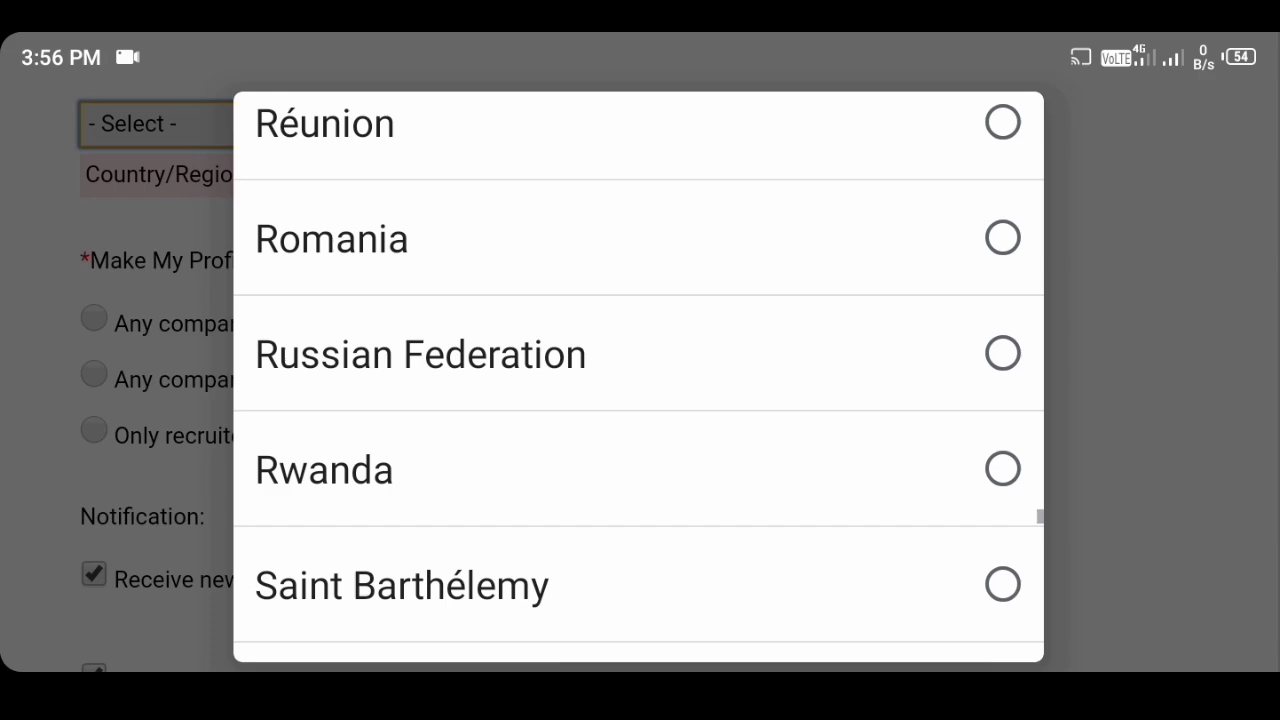 3:56 PM
VoLTE 4G 0 B/s 54
- Select -
Country/Regio
*Make My Prof
Any compar
Any compar
Only recruit
Notification:
Receive nev
Réunion
Romania
Russian Federation
Rwanda
Saint Barthélemy